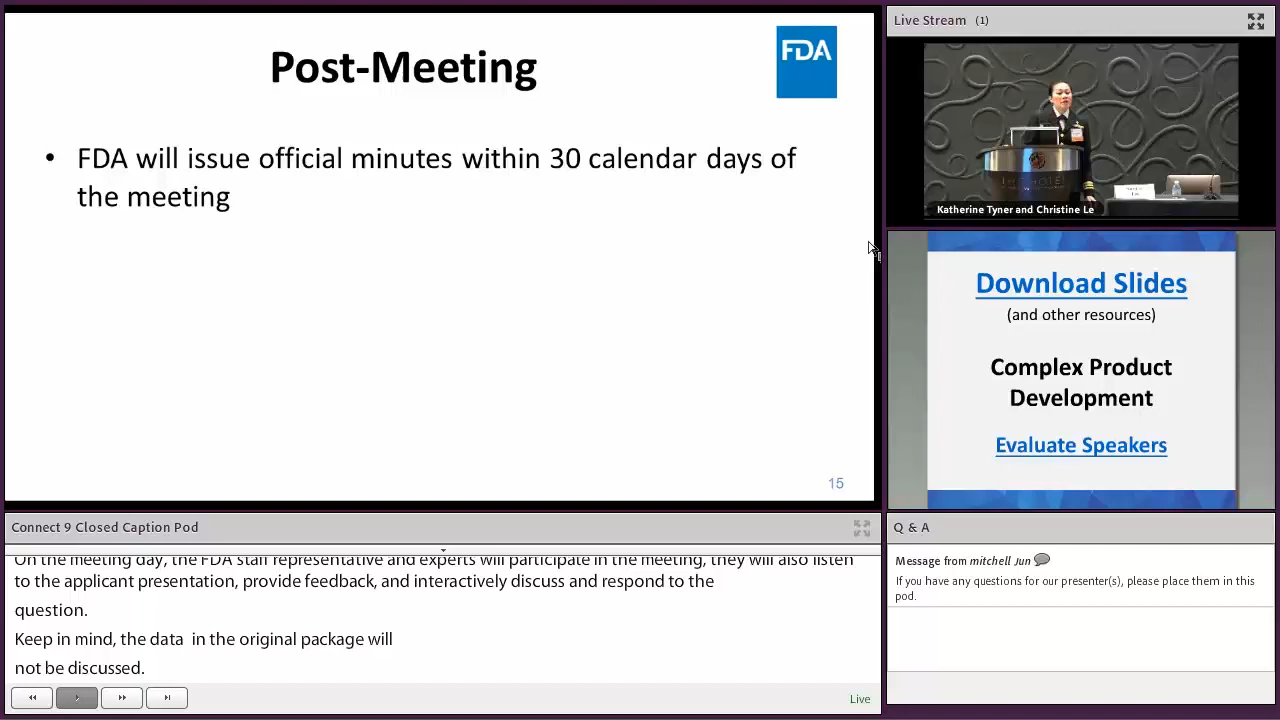 Post-Meeting
FDA
• FDA will issue official minutes within 30 calendar days of
the meeting
15
Live Stream (1)
Katherine Tyner and Christine Le
Download Slides
(and other resources)
Complex Product
Development
Evaluate Speakers
Connect 9 Closed Caption Pod
On the meeting day, the FDA staff representative and experts will participate in the meeting, they will also listen
to the applicant presentation, provide feedback, and interactively discuss and respond to the
question.
Keep in mind, the data in the original package will
not be discussed.
Live
Q & A
Message from mitchell Jun
If you have any questions for our presenter(s), please place them in this
pod.